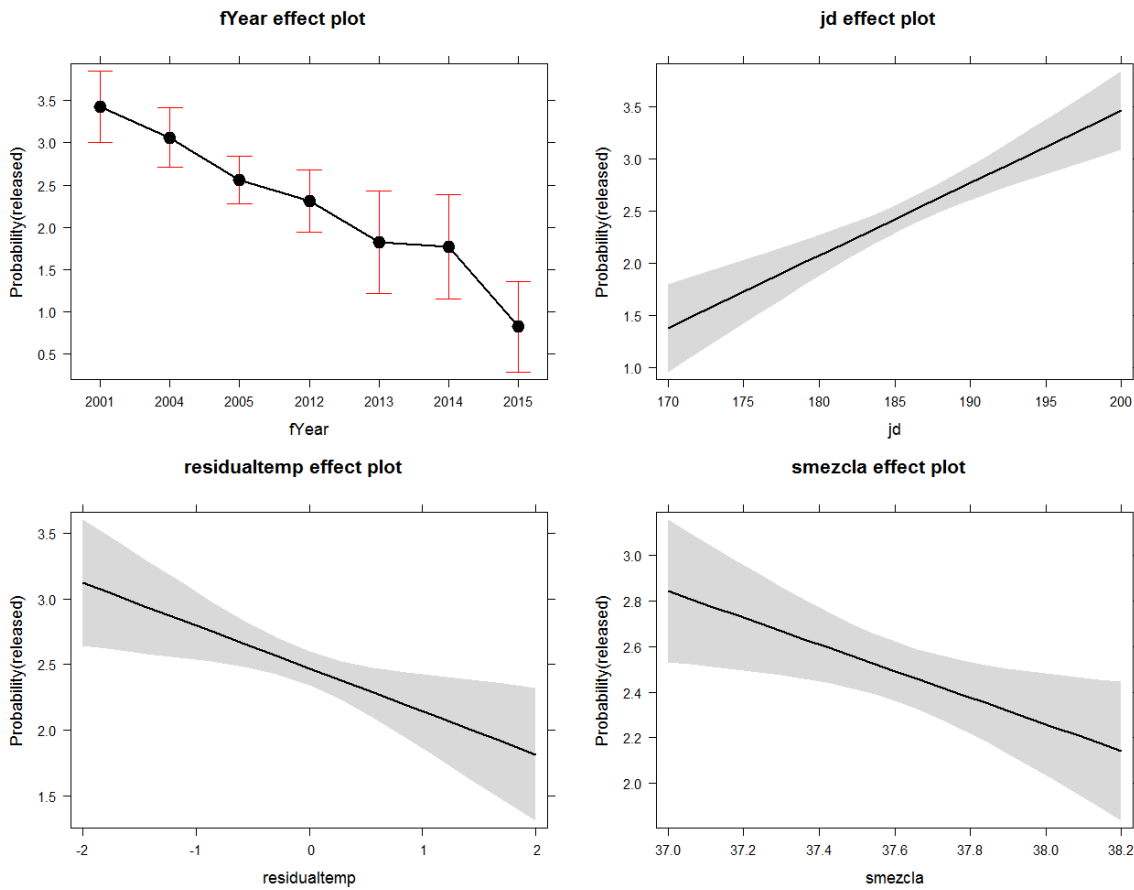 fYear effect plot
Probability(released)
3.5
3.0
2.5
2.0
1.5
1.0
0.5
2001 2004 2005 2012 2013 2014 2015
fYear
jd effect plot
Probability(released)
3.5
3.0
2.5
2.0
1.5
1.0
170 175 180 185 190 195 200
jd
residualtemp effect plot
Probability(released)
3.5
3.0
2.5
2.0
1.5
-2 -1 0 1 2
residualtemp
smezcla effect plot
Probability(released)
3.0
2.8
2.6
2.4
2.2
2.0
37.0 37.2 37.4 37.6 37.8 38.0 38.2
smezcla